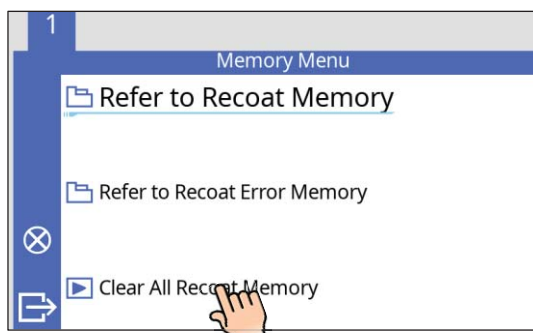 1
Memory Menu
Refer to Recoat Memory
Refer to Recoat Error Memory
Clear All Recoat Memory